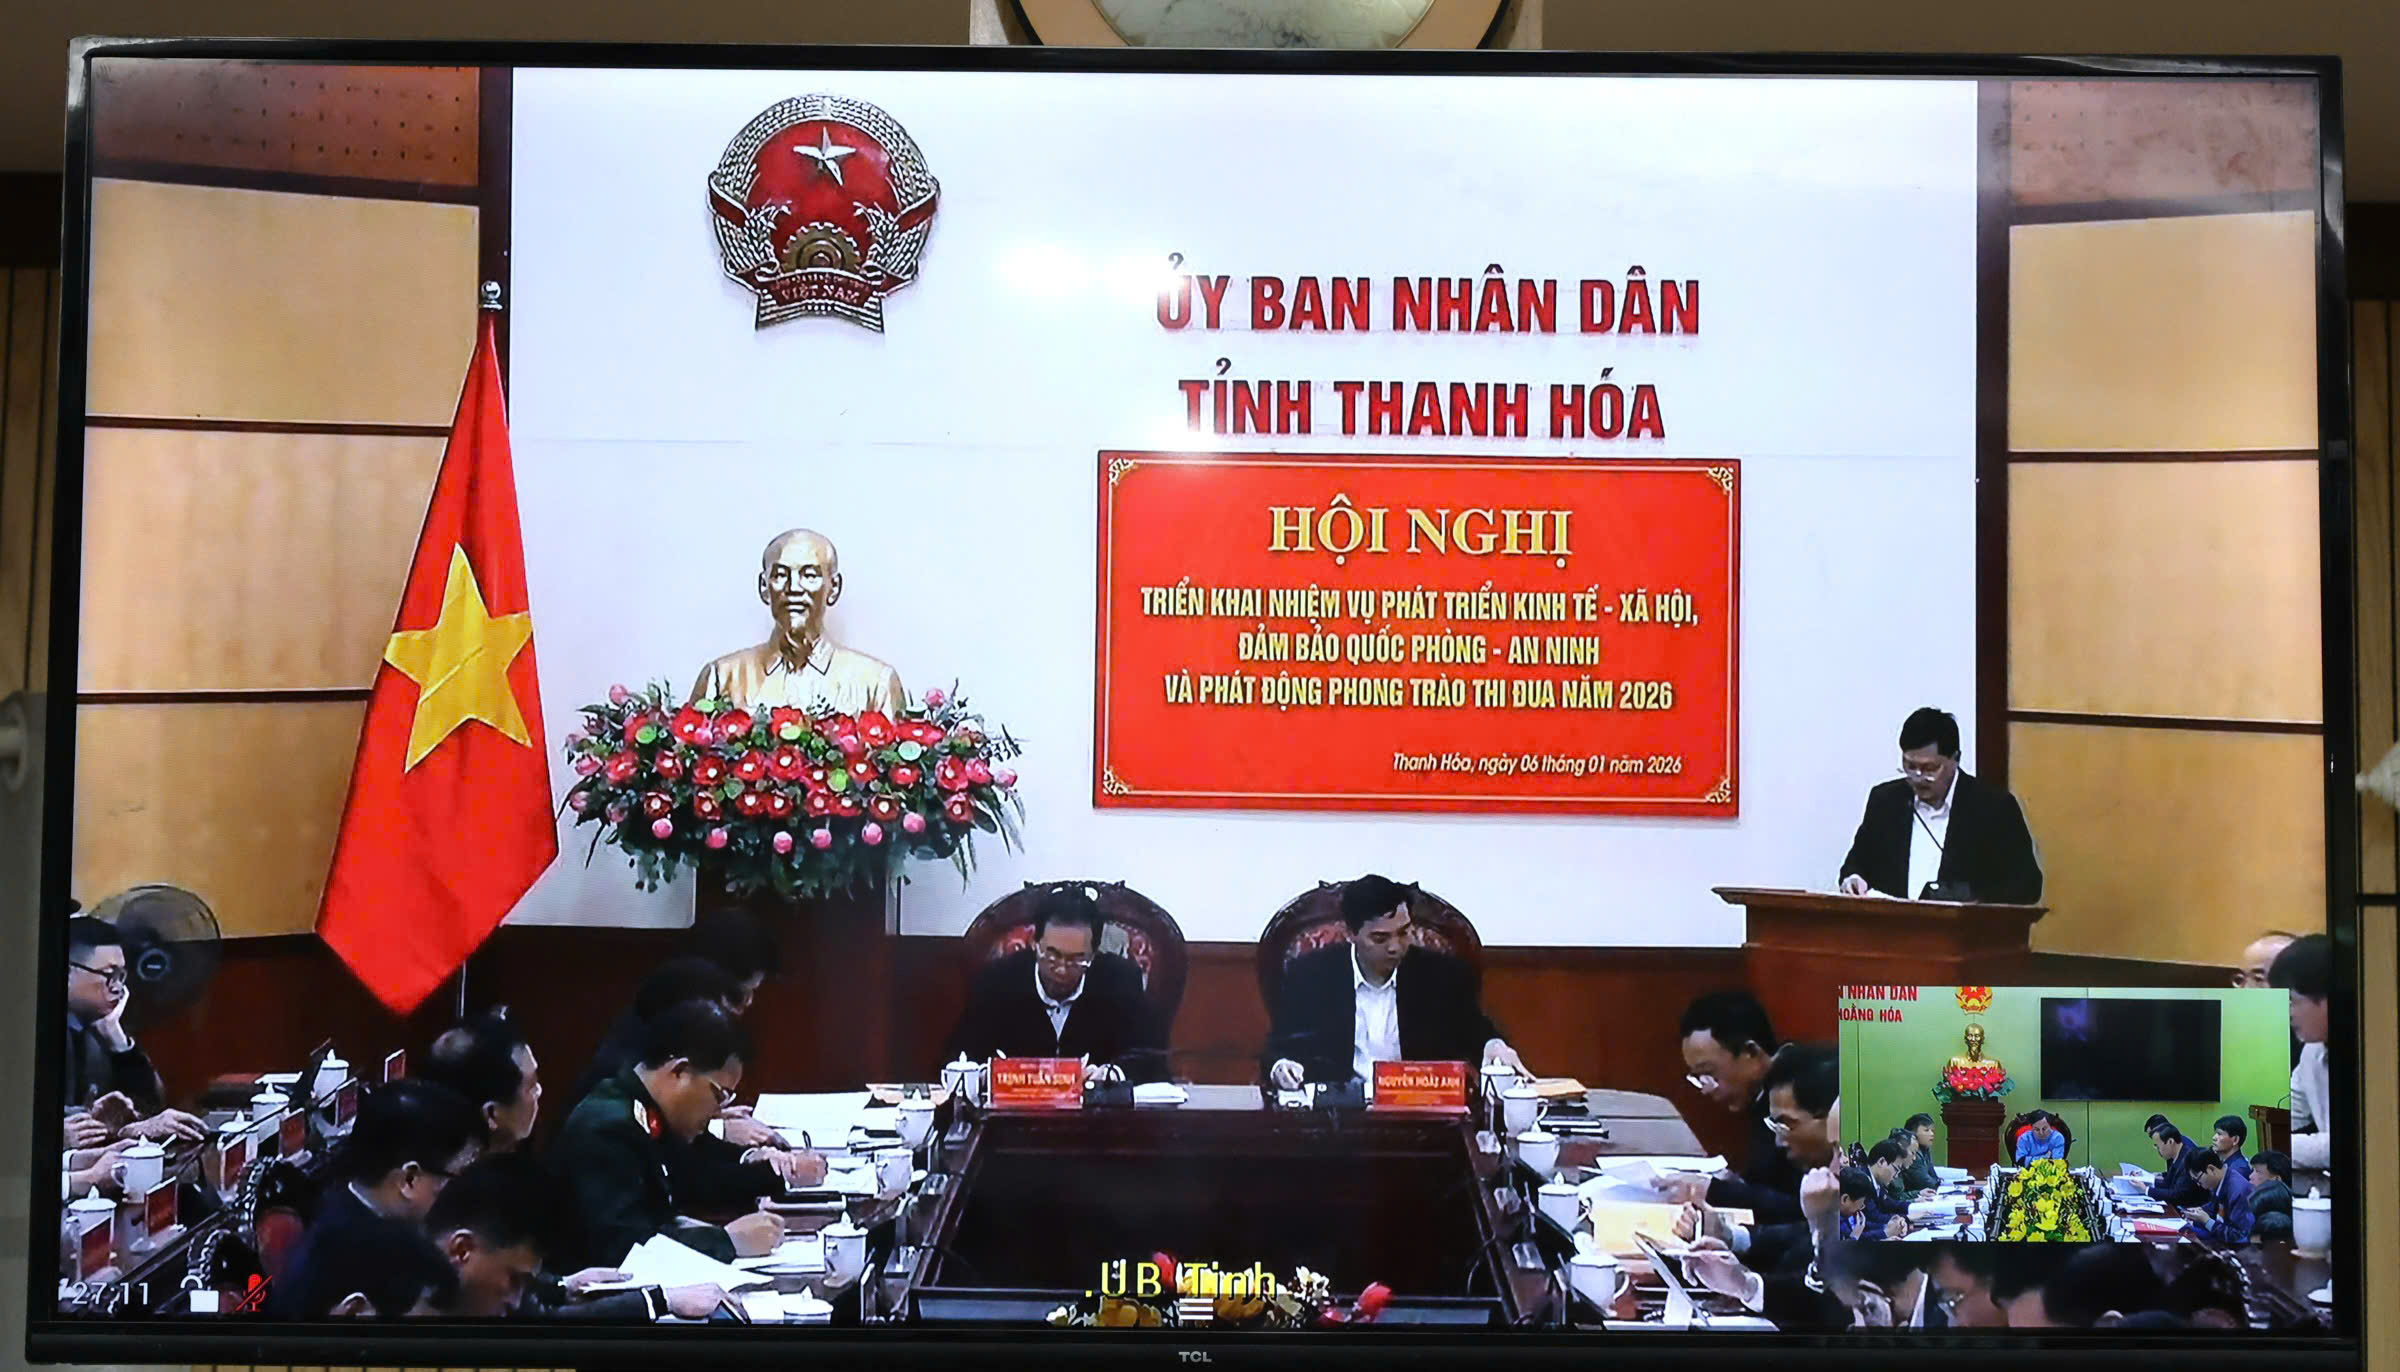 VIỆT NAM
ỦY BAN NHÂN DÂN
TỈNH THANH HÓA
HỘI NGHỊ
TRIỂN KHAI NHIỆM VỤ PHÁT TRIỂN KINH TẾ - XÃ HỘI,
ĐẢM BẢO QUỐC PHÒNG - AN NINH
VÀ PHÁT ĐỘNG PHONG TRÀO THI ĐUA NĂM 2026
Thanh Hóa, ngày 06 tháng 01 năm 2026
NHÂN DÂN
HOẰNG HÓA
TRỊNH TUẤN SINH
NGUYỄN HOÀI ANH
.UB Tinh
27:11
TCL